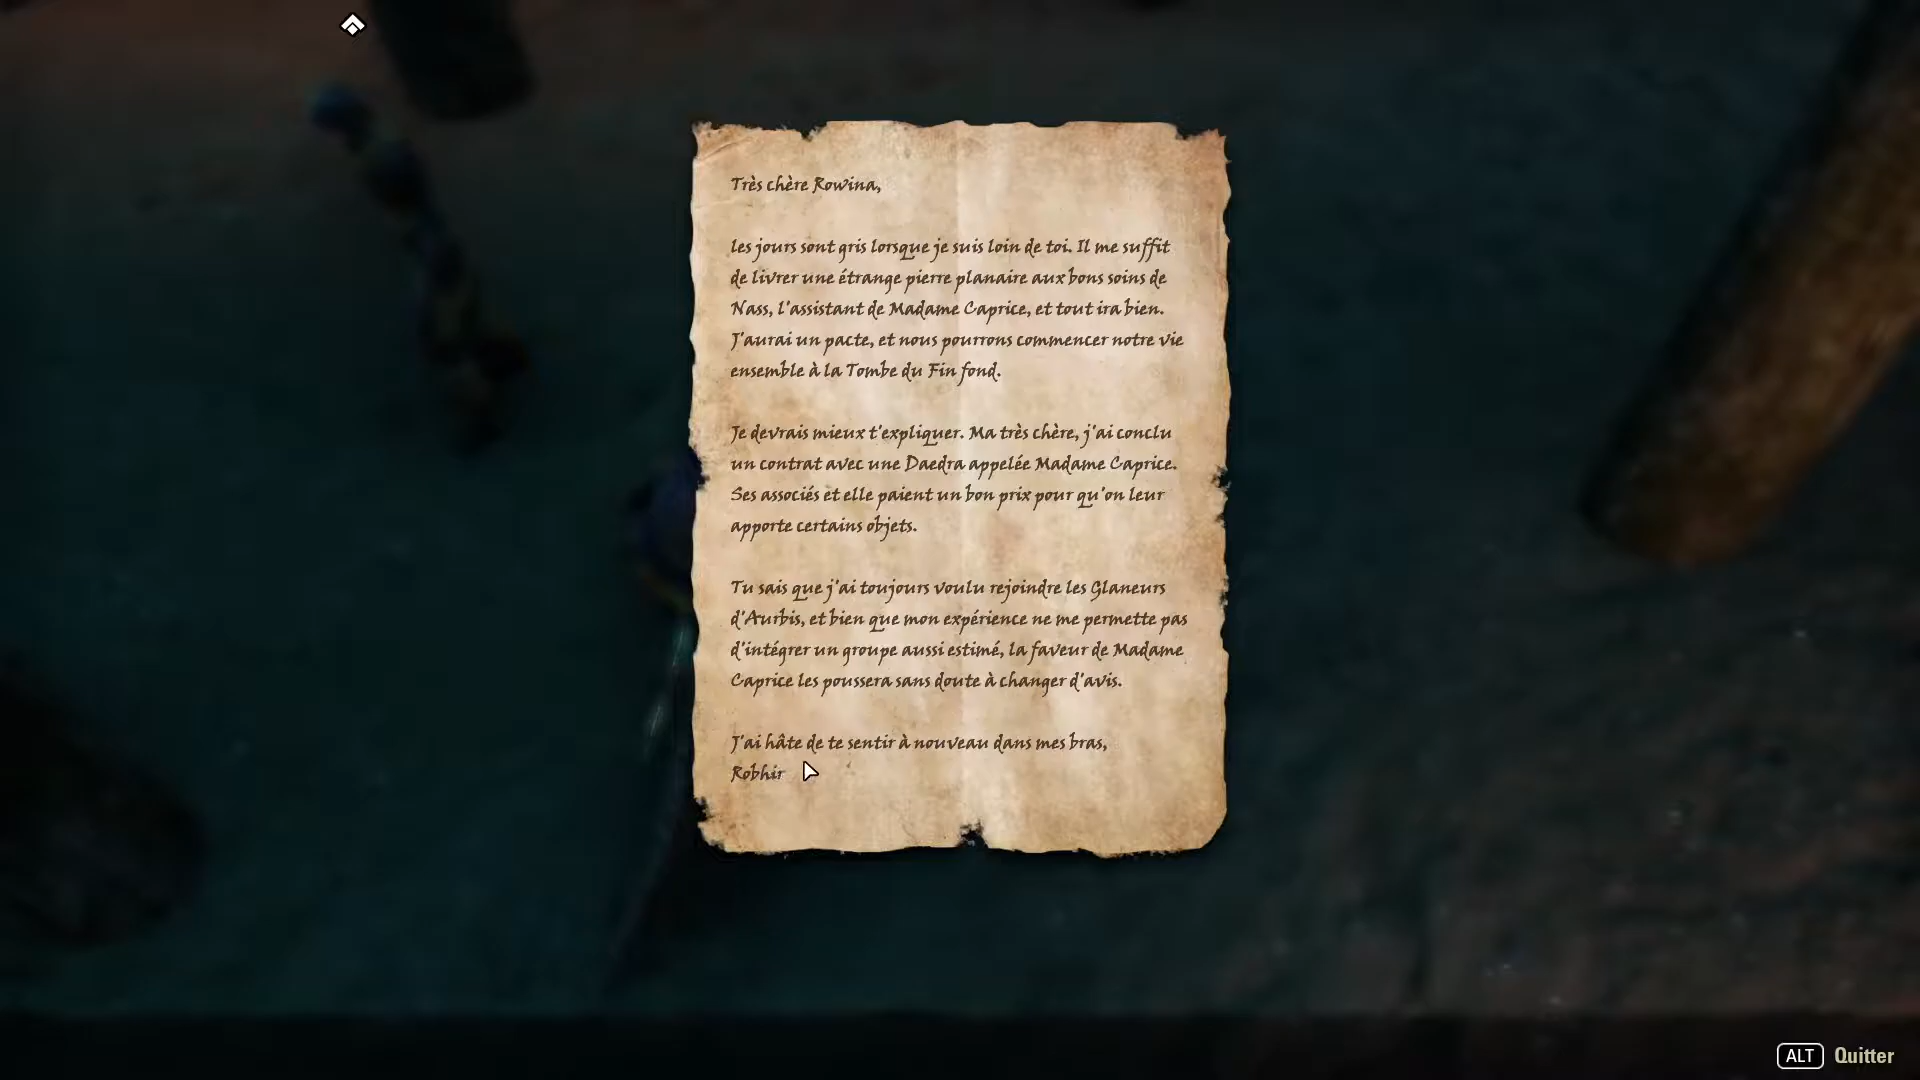 Très chère Rowina,
les jours sont gris lorsque je suis loin de toi. Il me suffit
de livrer une étrange pierre planaire aux bons soins de
Nass, l'assistant de Madame Caprice, et tout ira bien.
J'aurai un pacte, et nous pourrons commencer notre vie
ensemble à la Tombe du Fin fond.
Je devrais mieux t'expliquer. Ma très chère, j'ai conclu
un contrat avec une Daedra appelée Madame Caprice.
Ses associés et elle paient un bon prix pour qu'on leur
apporte certains objets.
Tu sais que j'ai toujours voulu rejoindre les Glaneurs
d'Aurbis, et bien que mon expérience ne me permette pas
d'intégrer un groupe aussi estimé, la faveur de Madame
Caprice les poussera sans doute à changer d'avis.
J'ai hâte de te sentir à nouveau dans mes bras,
Robhir
ALT Quitter